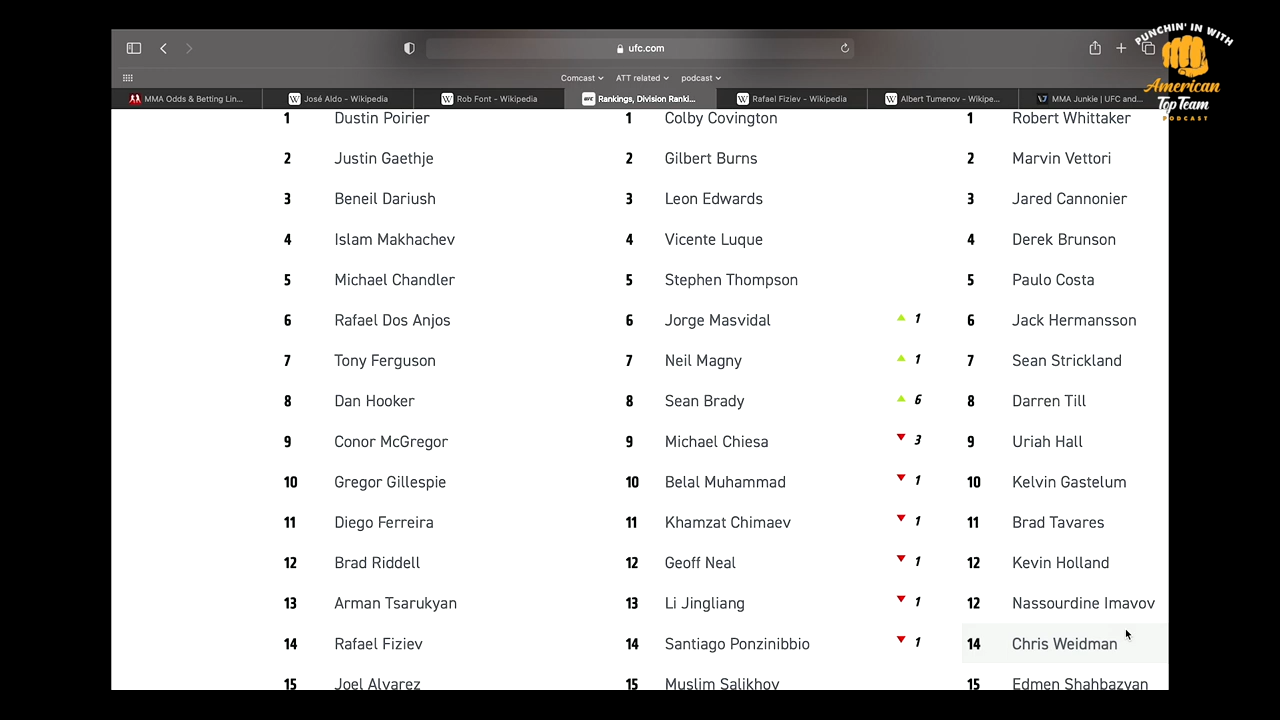 ufc.com
PUNCHIN' IN WITH
American
Top Team
PODCAST
Comcast
ATT related
podcast
MMA Odds & Betting Lin...
José Aldo - Wikipedia
Rob Font - Wikipedia
Rankings, Division Ranki...
Rafael Fiziev - Wikipedia
Albert Tumenov - Wikipe...
MMA Junkie | UFC and...
1 Dustin Poirier
2 Justin Gaethje
3 Beneil Dariush
4 Islam Makhachev
5 Michael Chandler
6 Rafael Dos Anjos
7 Tony Ferguson
8 Dan Hooker
9 Conor McGregor
10 Gregor Gillespie
11 Diego Ferreira
12 Brad Riddell
13 Arman Tsarukyan
14 Rafael Fiziev
15 Joel Alvarez
1 Colby Covington
2 Gilbert Burns
3 Leon Edwards
4 Vicente Luque
5 Stephen Thompson
6 Jorge Masvidal 1
7 Neil Magny 1
8 Sean Brady 6
9 Michael Chiesa 3
10 Belal Muhammad 1
11 Khamzat Chimaev 1
12 Geoff Neal 1
13 Li Jingliang 1
14 Santiago Ponzinibbio 1
15 Muslim Salikhov
1 Robert Whittaker
2 Marvin Vettori
3 Jared Cannonier
4 Derek Brunson
5 Paulo Costa
6 Jack Hermansson
7 Sean Strickland
8 Darren Till
9 Uriah Hall
10 Kelvin Gastelum
11 Brad Tavares
12 Kevin Holland
12 Nassourdine Imavov
14 Chris Weidman
15 Edmen Shahbazyan